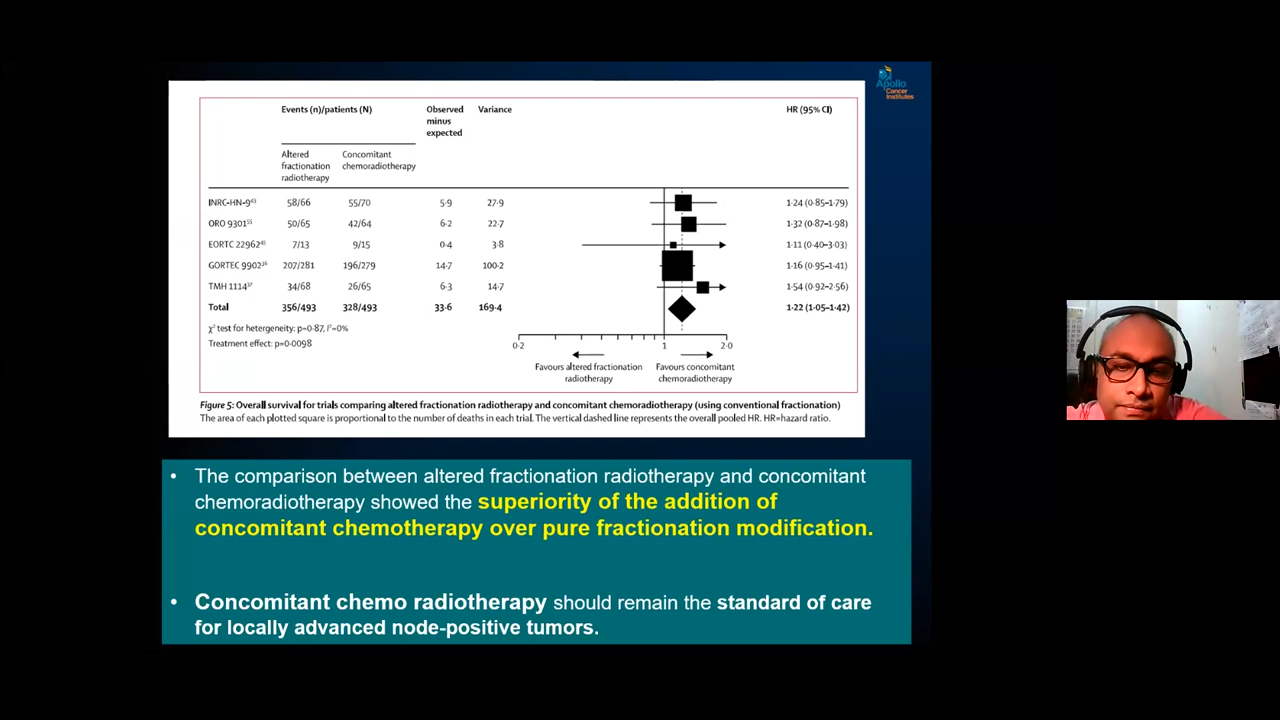 Apollo
Cancer
Institutes
Events (n)/patients (N) Observed minus expected Variance HR (95% CI)
Altered fractionation radiotherapy Concomitant chemoradiotherapy
INRC-HN-9⁴³ 58/66 55/70 5·9 27·9 1·24 (0·85–1·79)
ORO 9301⁵⁵ 50/65 42/64 6·2 22·7 1·32 (0·87–1·98)
EORTC 22962⁴⁵ 7/13 9/15 0·4 3·8 1·11 (0·40–3·03)
GORTEC 9902³⁶ 207/281 196/279 14·7 100·2 1·16 (0·95–1·41)
TMH 1114³⁷ 34/68 26/65 6·3 14·7 1·54 (0·92–2·56)
Total 356/493 328/493 33·6 169·4 1·22 (1·05–1·42)
χ² test for hetergeneity: p=0·87, I²=0%
Treatment effect: p=0·0098
0·2 1 2·0
Favours altered fractionation radiotherapy Favours concomitant chemoradiotherapy
Figure 5: Overall survival for trials comparing altered fractionation radiotherapy and concomitant chemoradiotherapy (using conventional fractionation)
The area of each plotted square is proportional to the number of deaths in each trial. The vertical dashed line represents the overall pooled HR. HR=hazard ratio.
• The comparison between altered fractionation radiotherapy and concomitant
chemoradiotherapy showed the superiority of the addition of
concomitant chemotherapy over pure fractionation modification.
• Concomitant chemo radiotherapy should remain the standard of care
for locally advanced node-positive tumors.